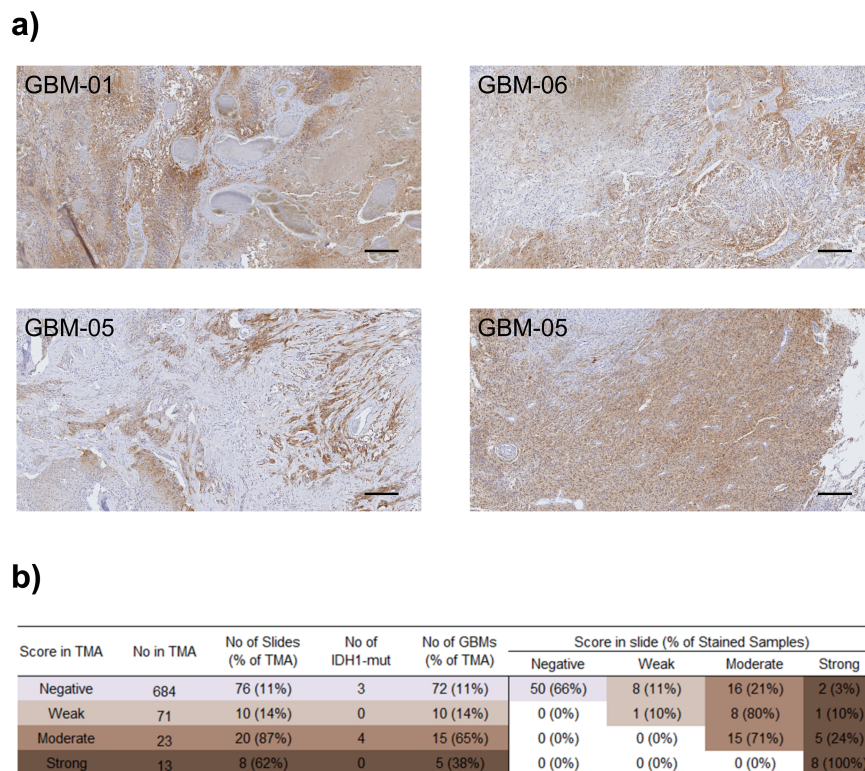 a)
GBM-01
GBM-06
GBM-05
GBM-05
b)
Score in TMA No in TMA No of Slides (% of TMA) No of IDH1-mut No of GBMs (% of TMA) Score in slide (% of Stained Samples)
Negative Weak Moderate Strong
Negative 684 76 (11%) 3 72 (11%) 50 (66%) 8 (11%) 16 (21%) 2 (3%)
Weak 71 10 (14%) 0 10 (14%) 0 (0%) 1 (10%) 8 (80%) 1 (10%)
Moderate 23 20 (87%) 4 15 (65%) 0 (0%) 0 (0%) 15 (71%) 5 (24%)
Strong 13 8 (62%) 0 5 (38%) 0 (0%) 0 (0%) 0 (0%) 8 (100%)